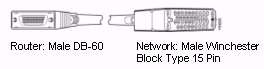 Router: Male DB-60
Network: Male Winchester
Block Type 15 Pin